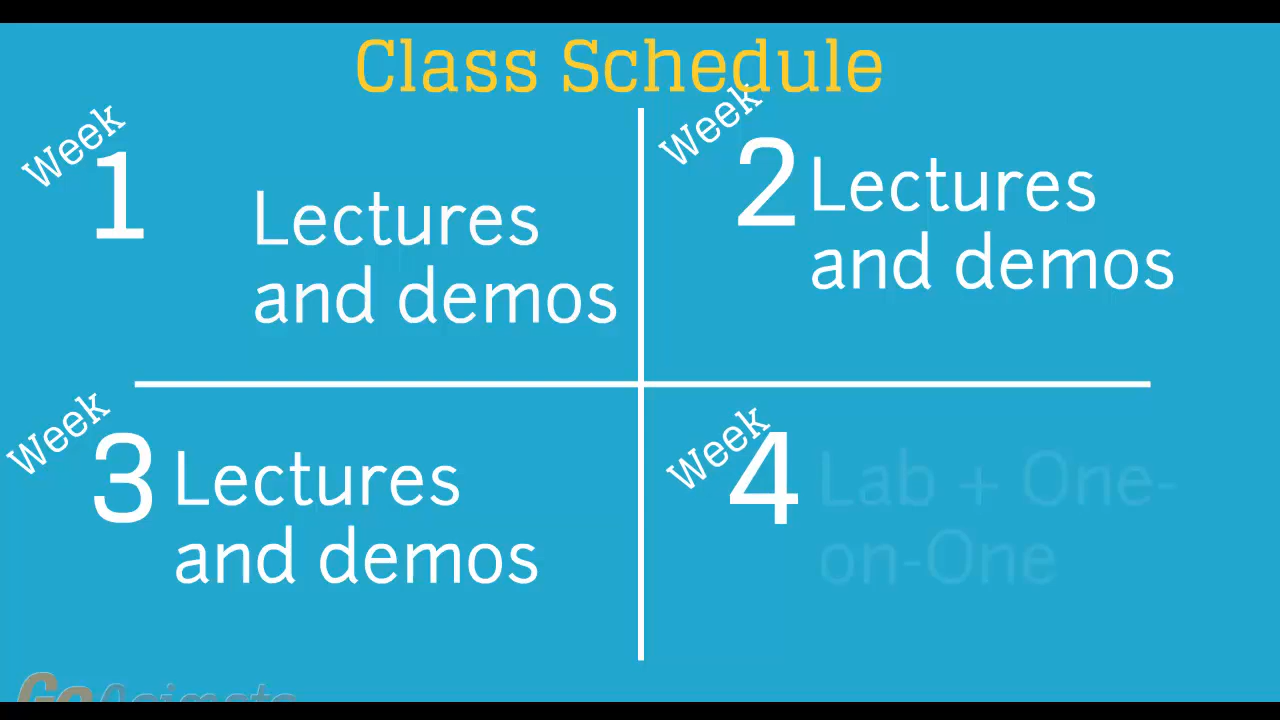 Class Schedule
Week
1
Lectures
and demos
Week
2
Lectures
and demos
Week
3
Lectures
and demos
Week
4
Lab + One-
on-One